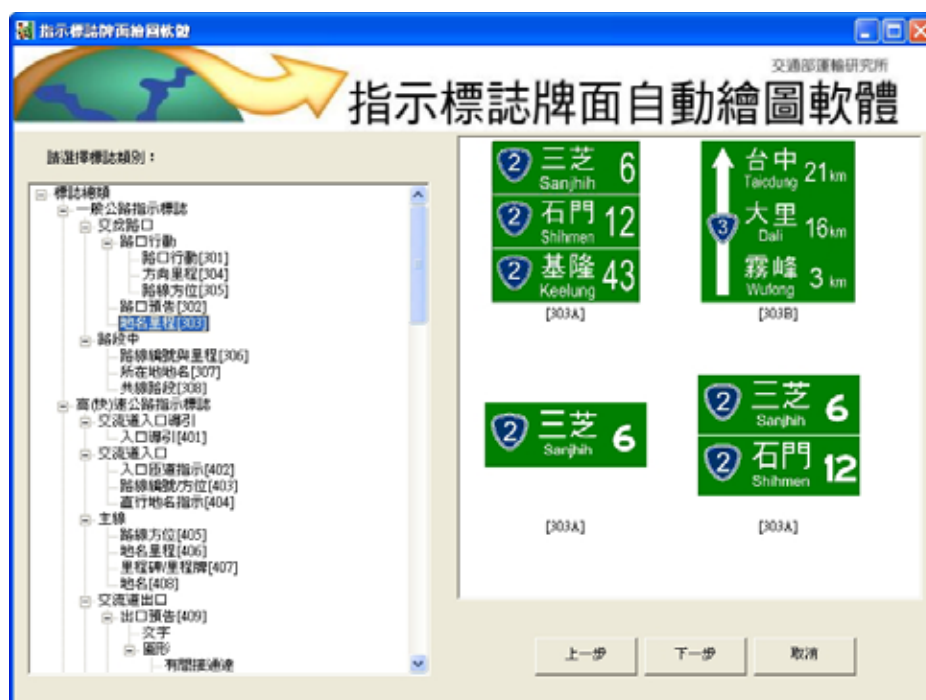 指示標誌牌面繪圖軟體
交通部運輸研究所
指示標誌牌面自動繪圖軟體
請選擇標誌類別：
標誌總類
一般公路指示標誌
交岔路口
路口行動
路口行動[301]
方向里程[304]
路線方位[305]
路口預告[302]
地名里程[303]
路段中
路線編號與里程[306]
所在地地名[307]
共線路段[308]
高(快)速公路指示標誌
交流道入口導引
入口導引[401]
交流道入口
入口匝道指示[402]
路線編號/方位[403]
直行地名指示[404]
主線
路線方位[405]
地名里程[406]
里程碑/里程牌[407]
地名[408]
交流道出口
出口預告[409]
文字
圖形
有間接通達
2 三芝 6
Sanjhih
2 石門 12
Shihmen
2 基隆 43
Keelung
[303A]
台中 21 km
Taicdung
3 大里 16 km
Dali
霧峰 3 km
Wufong
[303B]
2 三芝 6
Sanjhih
[303A]
2 三芝 6
Sanjhih
2 石門 12
Shihmen
[303A]
上一步
下一步
取消